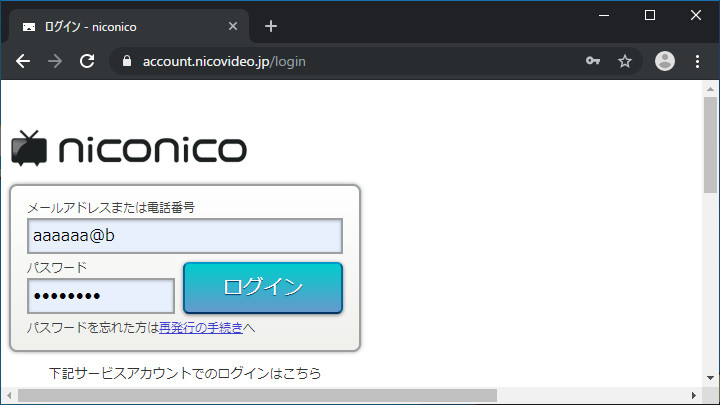 ログイン - niconico
account.nicovideo.jp/login
niconico
メールアドレスまたは電話番号
aaaaaa@b
パスワード
••••••••
ログイン
パスワードを忘れた方は再発行の手続きへ
下記サービスアカウントでのログインはこちら